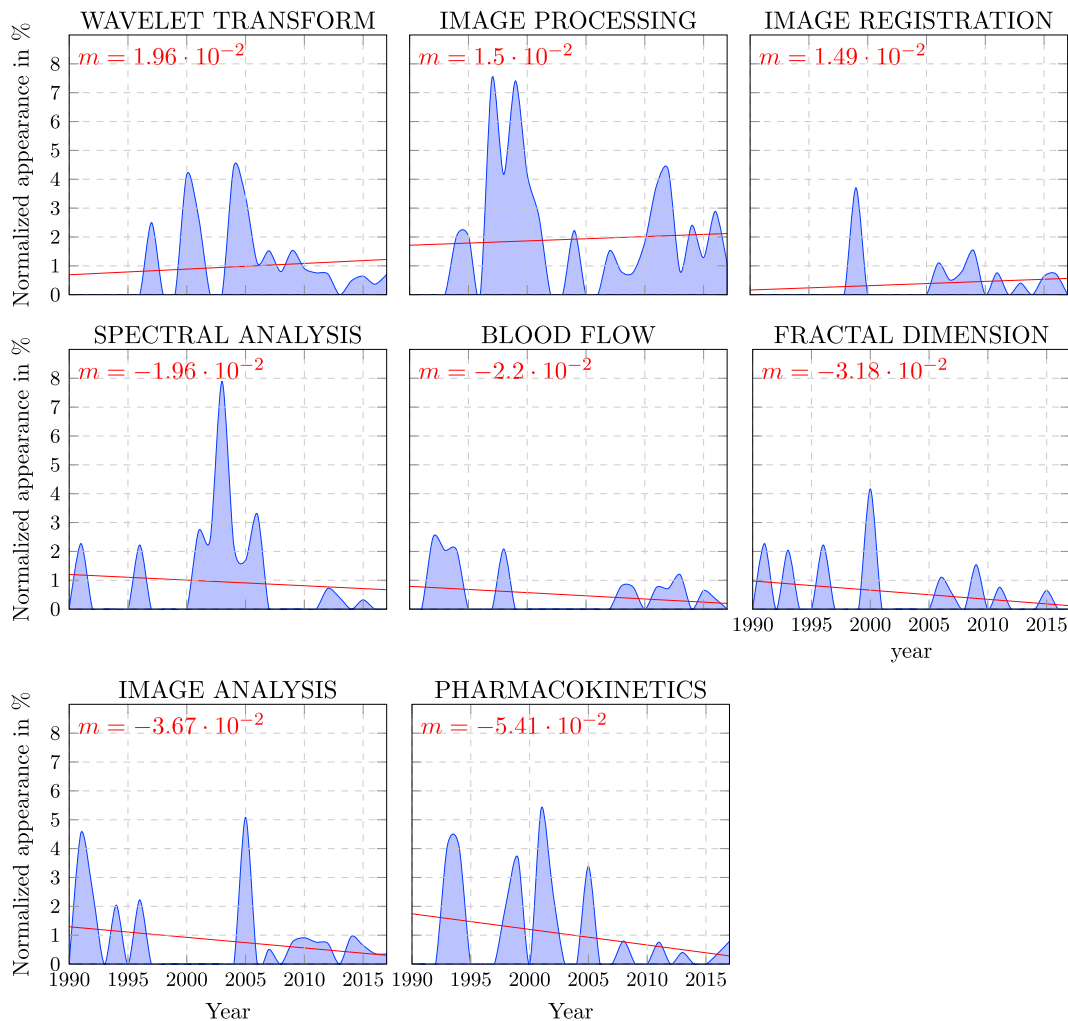 WAVELET TRANSFORM
IMAGE PROCESSING
IMAGE REGISTRATION
Normalized appearance in %
m = 1.96 · 10⁻²
m = 1.5 · 10⁻²
m = 1.49 · 10⁻²
8
7
6
5
4
3
2
1
0
SPECTRAL ANALYSIS
BLOOD FLOW
FRACTAL DIMENSION
Normalized appearance in %
m = −1.96 · 10⁻²
m = −2.2 · 10⁻²
m = −3.18 · 10⁻²
8
7
6
5
4
3
2
1
0
1990 1995 2000 2005 2010 2015
year
IMAGE ANALYSIS
PHARMACOKINETICS
Normalized appearance in %
m = −3.67 · 10⁻²
m = −5.41 · 10⁻²
8
7
6
5
4
3
2
1
0
1990 1995 2000 2005 2010 2015
1990 1995 2000 2005 2010 2015
Year
Year